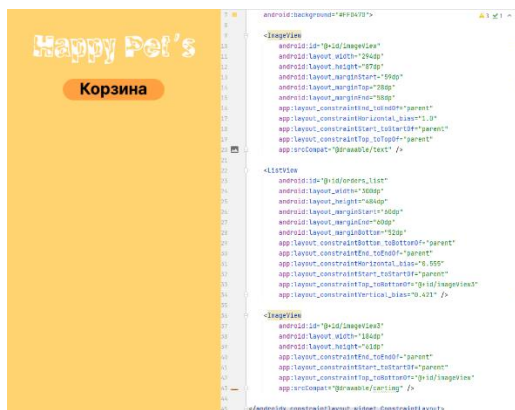 Happy Pet's
Корзина
android:background="#FFD470">
<ImageView
android:id="@+id/imageView"
android:layout_width="294dp"
android:layout_height="87dp"
android:layout_marginStart="59dp"
android:layout_marginTop="28dp"
android:layout_marginEnd="58dp"
app:layout_constraintEnd_toEndOf="parent"
app:layout_constraintHorizontal_bias="1.0"
app:layout_constraintStart_toStartOf="parent"
app:layout_constraintTop_toTopOf="parent"
app:srcCompat="@drawable/text" />
<ListView
android:id="@+id/orders_list"
android:layout_width="300dp"
android:layout_height="484dp"
android:layout_marginStart="60dp"
android:layout_marginEnd="60dp"
android:layout_marginBottom="52dp"
app:layout_constraintBottom_toBottomOf="parent"
app:layout_constraintEnd_toEndOf="parent"
app:layout_constraintHorizontal_bias="0.555"
app:layout_constraintStart_toStartOf="parent"
app:layout_constraintTop_toBottomOf="@+id/imageView3"
app:layout_constraintVertical_bias="0.421" />
<ImageView
android:id="@+id/imageView3"
android:layout_width="184dp"
android:layout_height="61dp"
app:layout_constraintEnd_toEndOf="parent"
app:layout_constraintStart_toStartOf="parent"
app:layout_constraintTop_toBottomOf="@+id/imageView"
app:srcCompat="@drawable/cartimg" />
</androidx.constraintlayout.widget.ConstraintLayout>